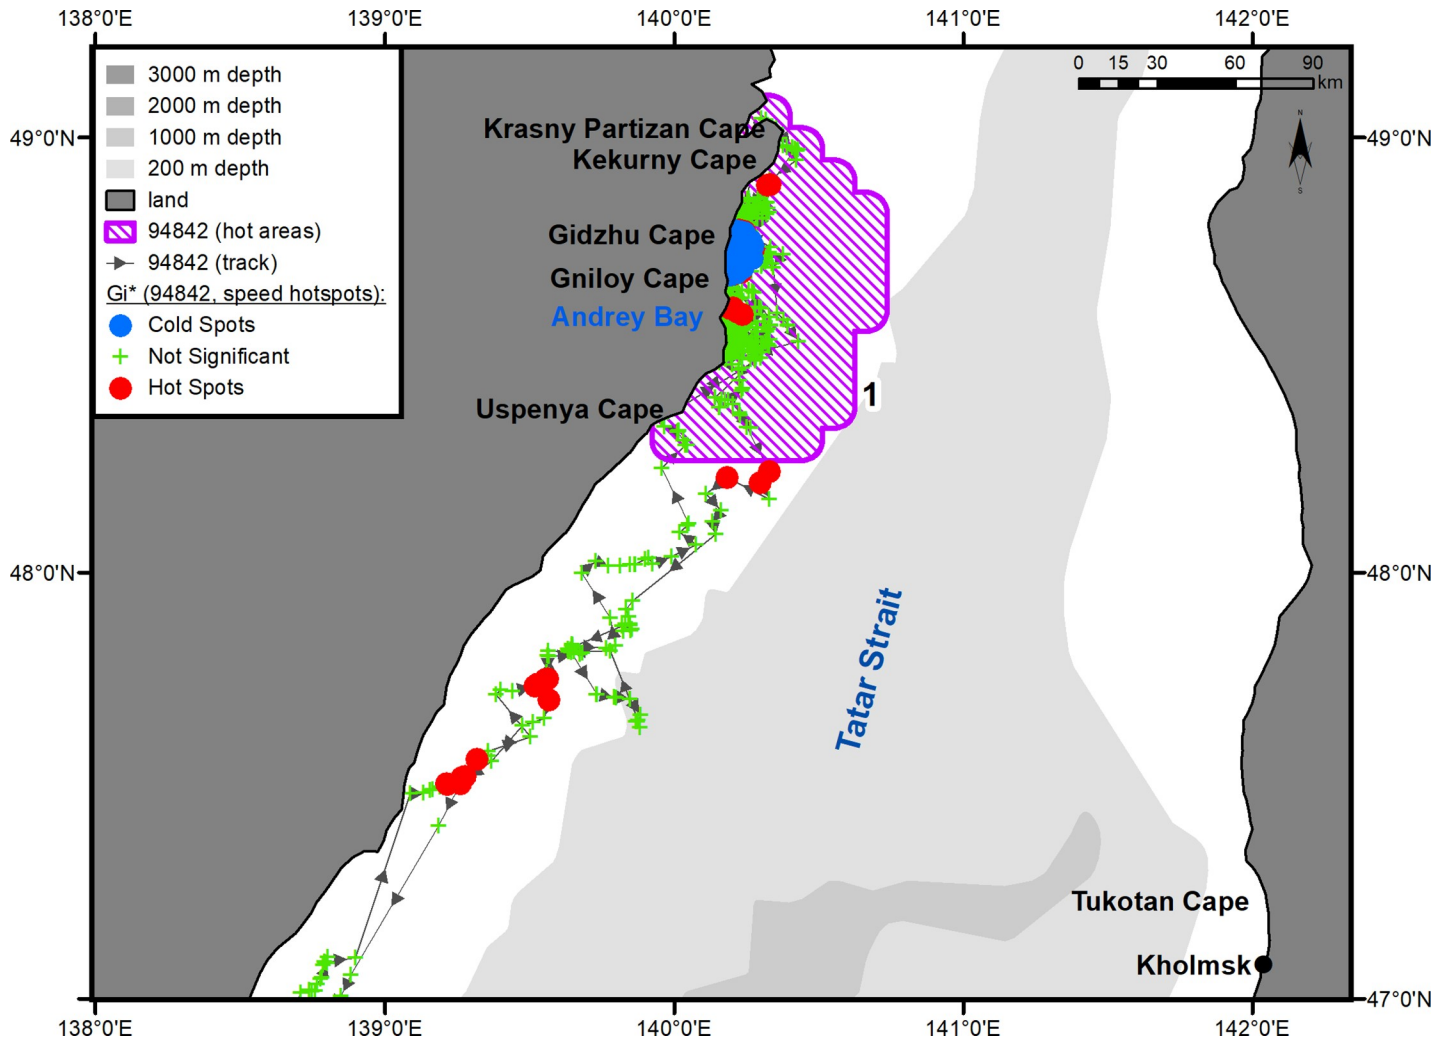 138°0'E 139°0'E 140°0'E 141°0'E 142°0'E
3000 m depth
2000 m depth
1000 m depth
200 m depth
land
94842 (hot areas)
94842 (track)
Gi* (94842, speed hotspots):
Cold Spots
Not Significant
Hot Spots
0 15 30 60 90
km
N
S
49°0'N
49°0'N
Krasny Partizan Cape
Kekurny Cape
Gidzhu Cape
Gniloy Cape
Andrey Bay
1
Uspenya Cape
48°0'N
48°0'N
Tatar Strait
Tukotan Cape
Kholmsk
47°0'N
138°0'E 139°0'E 140°0'E 141°0'E 142°0'E